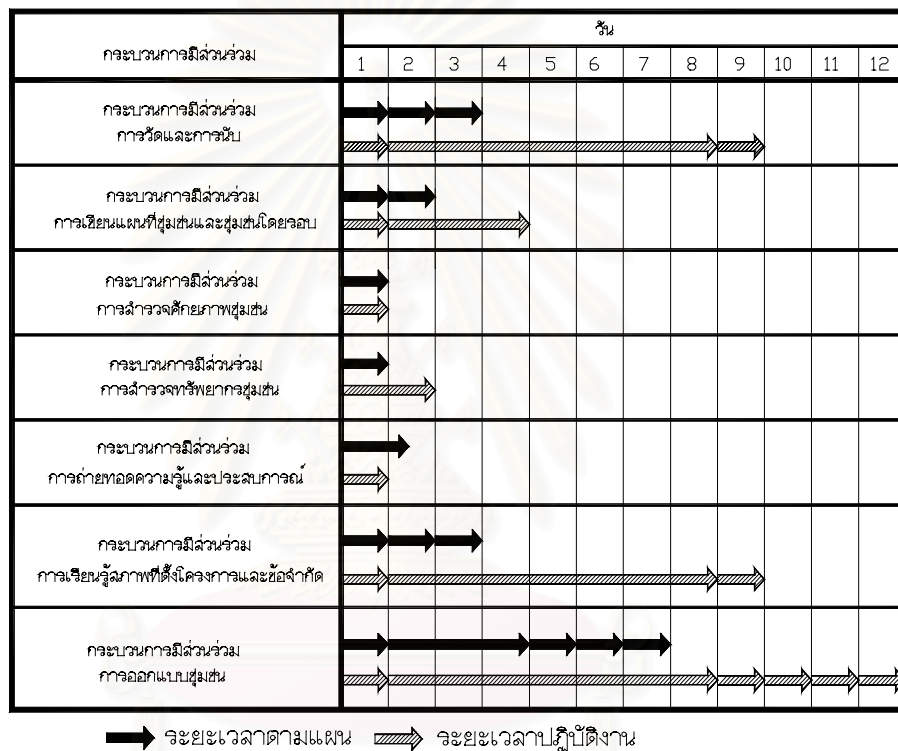 วัน
กระบวนการมีส่วนร่วม
1 2 3 4 5 6 7 8 9 10 11 12
กระบวนการมีส่วนร่วม
การวัดและการนับ
กระบวนการมีส่วนร่วม
การเขียนแผนที่ชุมชนและชุมชนโดยรอบ
กระบวนการมีส่วนร่วม
การสำรวจศักยภาพชุมชน
กระบวนการมีส่วนร่วม
การสำรวจทรัพยากรชุมชน
กระบวนการมีส่วนร่วม
การถ่ายทอดความรู้และประสบการณ์
กระบวนการมีส่วนร่วม
การเรียนรู้สภาพที่ตั้งโครงการและข้อจำกัด
กระบวนการมีส่วนร่วม
การออกแบบชุมชน
ระยะเวลาตามแผน ระยะเวลาปฏิบัติงาน